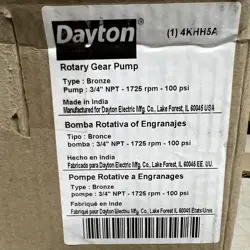 Dayton
(1) 4KHH5A
Rotary Gear Pump
Type : Bronze
Pump : 3/4" NPT - 1725 rpm - 100 psi
Made in India
Manufactured for Dayton Electric Mfg. Co., Lake Forest, IL 60045 USA
Bomba Rotativa of Engranajes
Tipo : Bronce
bomba : 3/4" NPT - 1725 rpm - 100 psi
Hecho en India
Fabricado para Dayton Electric Mfg. Co., Lake Forest, IL 60045 EE. UU.
Pompe Rotative a Engranages
Type : Bronze
pompe : 3/4" NPT - 1725 rpm - 100 psi
Fabriqué en Inde
Fabriqué pour Dayton Mfg. Co., Lake Forest, IL 60045 États-Unis